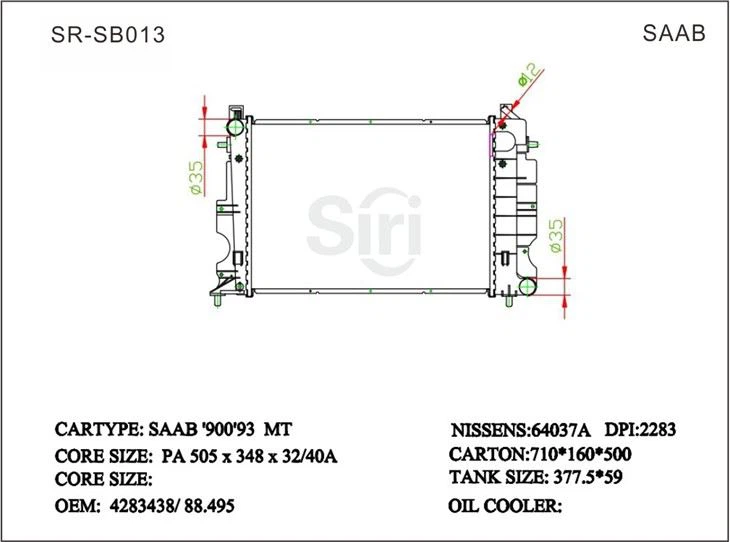 SR-SB013
SAAB
ø12
ø35
Siri
ø35
CARTYPE: SAAB '900'93 MT
CORE SIZE: PA 505 x 348 x 32/40A
CORE SIZE:
OEM: 4283438/ 88.495
NISSENS:64037A DPI:2283
CARTON:710*160*500
TANK SIZE: 377.5*59
OIL COOLER: